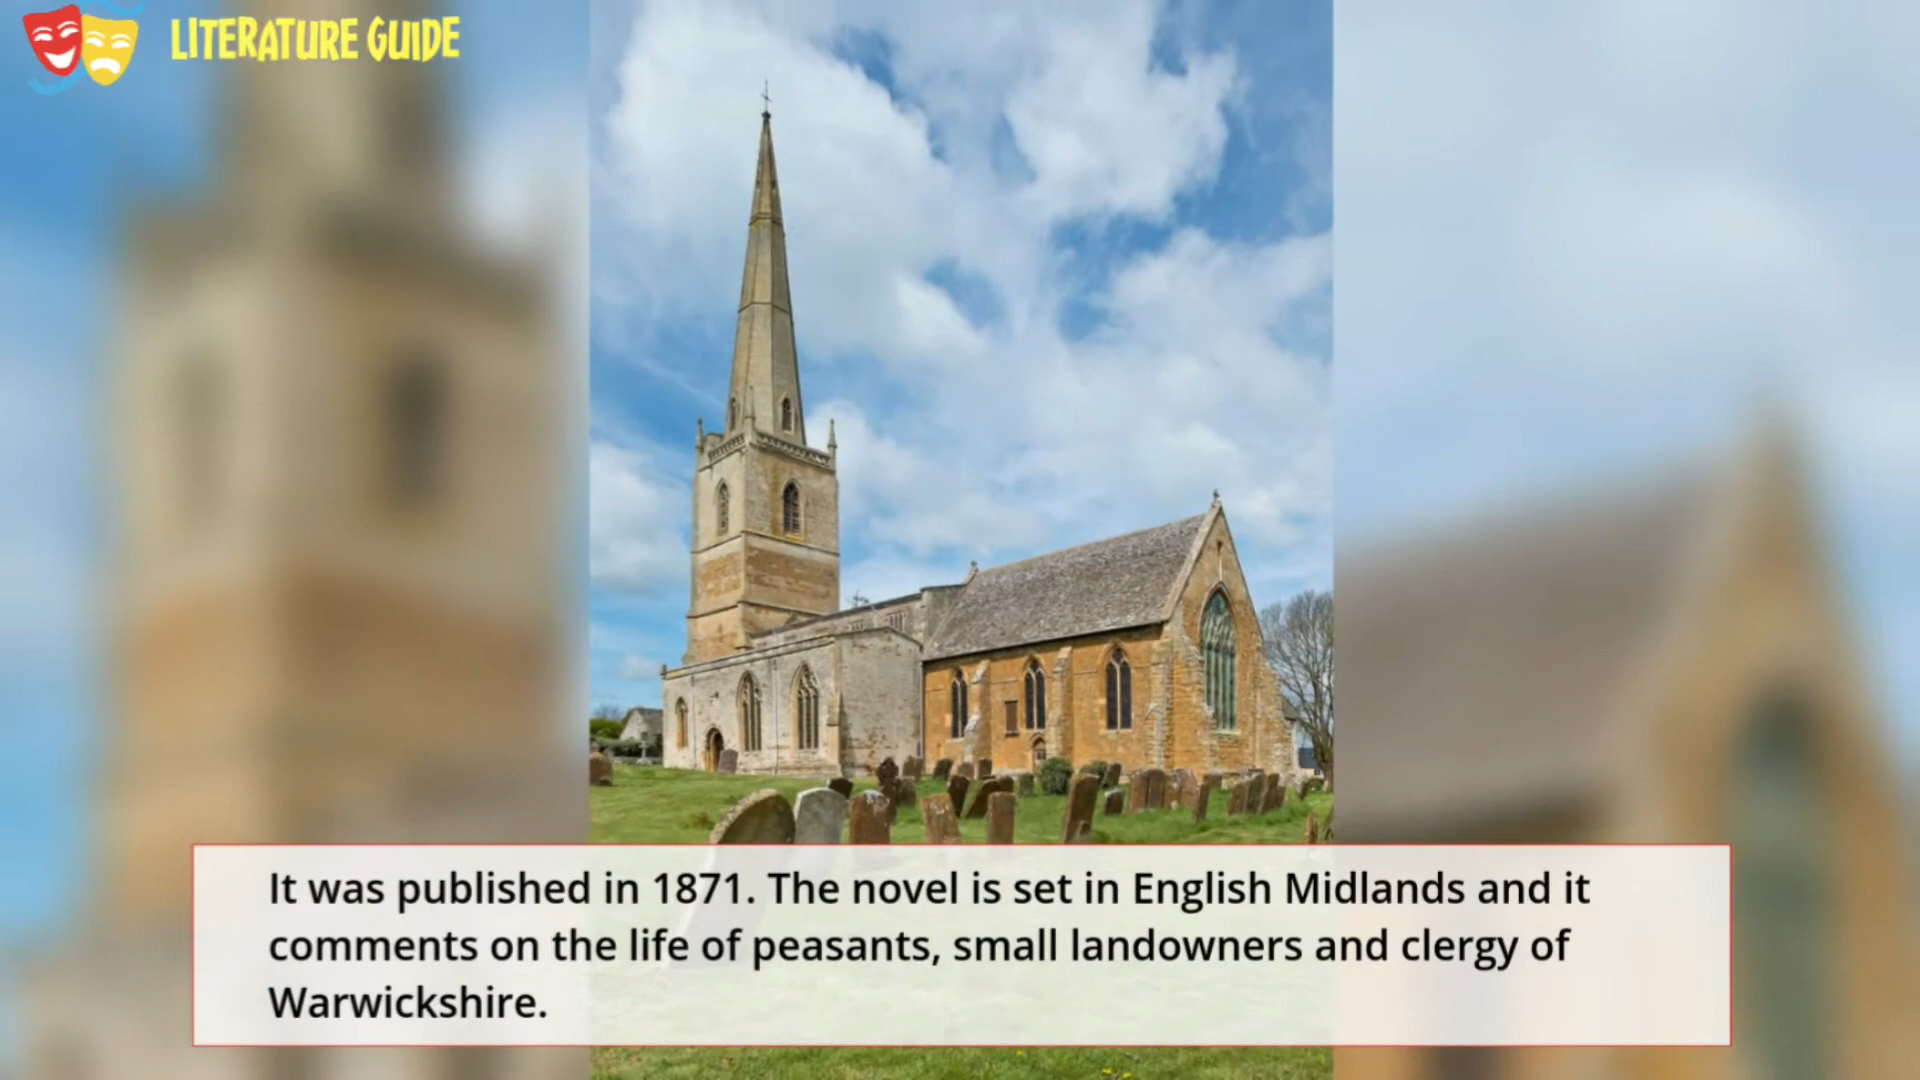 LITERATURE GUIDE
It was published in 1871. The novel is set in English Midlands and it
comments on the life of peasants, small landowners and clergy of
Warwickshire.